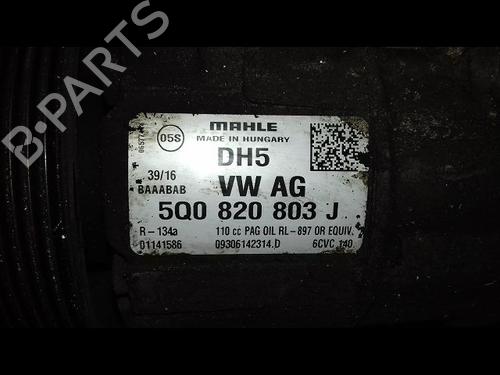 B-PARTS
05S
MAHLE
MADE IN HUNGARY
DH5
39/16
BAAABAB
VW AG
5Q0 820 803 J
R-134a
110 cc PAG OIL RL-897 OR EQUIV.
01141586
09306142314.D
6CVC 140